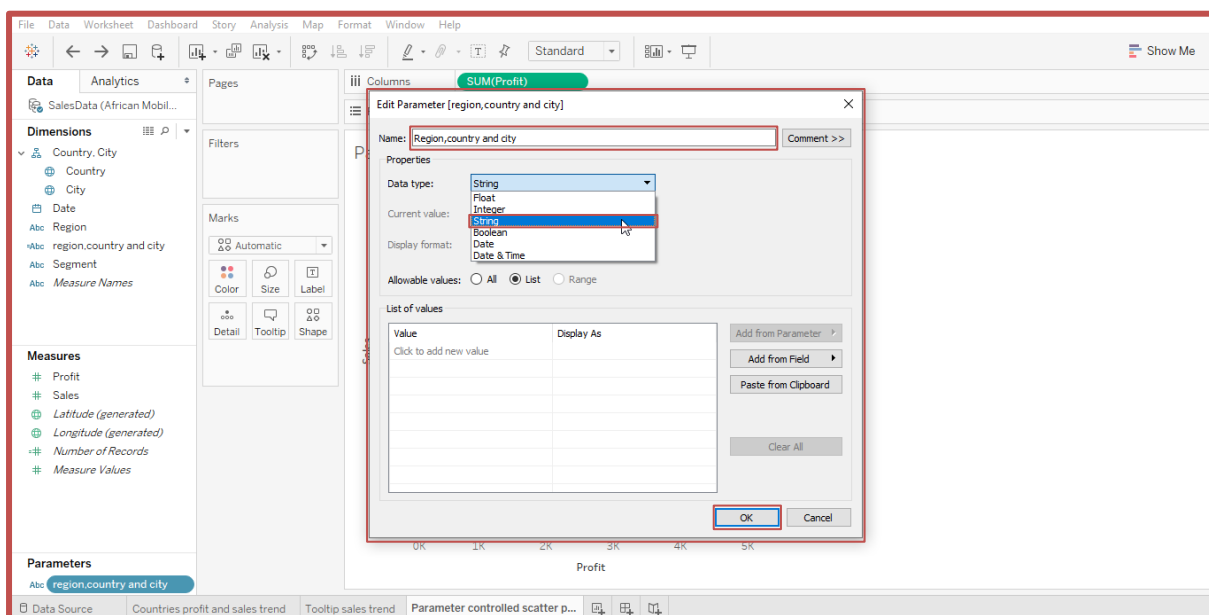 File Data Worksheet Dashboard Story Analysis Map Format Window Help
Standard
Show Me
Data Analytics
SalesData (African Mobil...
Dimensions
Country, City
Country
City
Date
Abc Region
=Abc region,country and city
Abc Segment
Abc Measure Names
Measures
# Profit
# Sales
Latitude (generated)
Longitude (generated)
=# Number of Records
# Measure Values
Parameters
Abc region,country and city
Pages
Filters
Marks
Automatic
Color Size Label
Detail Tooltip Shape
Columns SUM(Profit)
Edit Parameter [region,country and city]
Name: Region,country and city Comment >>
Properties
Data type: String
Float
Integer
String
Boolean
Date
Date & Time
Current value:
Display format:
Allowable values: All List Range
List of values
Value Display As
Click to add new value
Add from Parameter
Add from Field
Paste from Clipboard
Clear All
OK Cancel
0K 1K 2K 3K 4K 5K
Profit
Data Source Countries profit and sales trend Tooltip sales trend Parameter controlled scatter p...